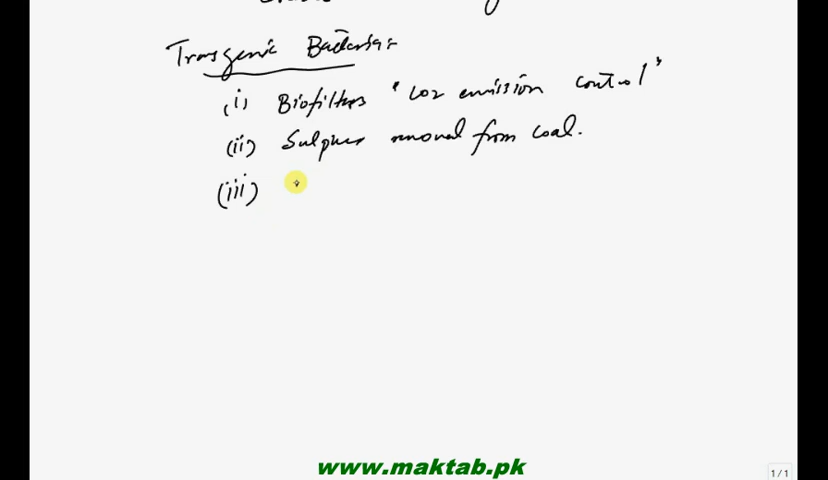 Transgenic Bacteria:
(i) Biofilters "CO2 emission control"
(ii) Sulphur removal from coal.
(iii)
www.maktab.pk
1/1